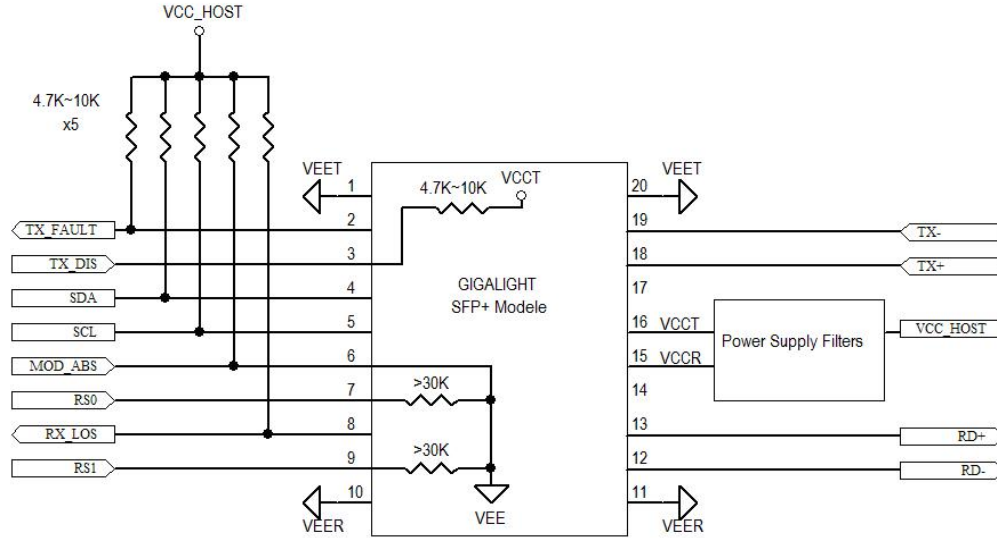 VCC_HOST
4.7K~10K
x5
VEET
1
TX_FAULT
2
TX_DIS
3
SDA
4
SCL
5
MOD_ABS
6
RS0
7
RX_LOS
8
RS1
9
10
VEER
4.7K~10K
VCCT
GIGALIGHT
SFP+ Modele
>30K
>30K
VEE
VEET
20
19
TX-
18
TX+
17
16
VCCT
Power Supply Filters
VCC_HOST
15
VCCR
14
13
RD+
12
RD-
11
VEER